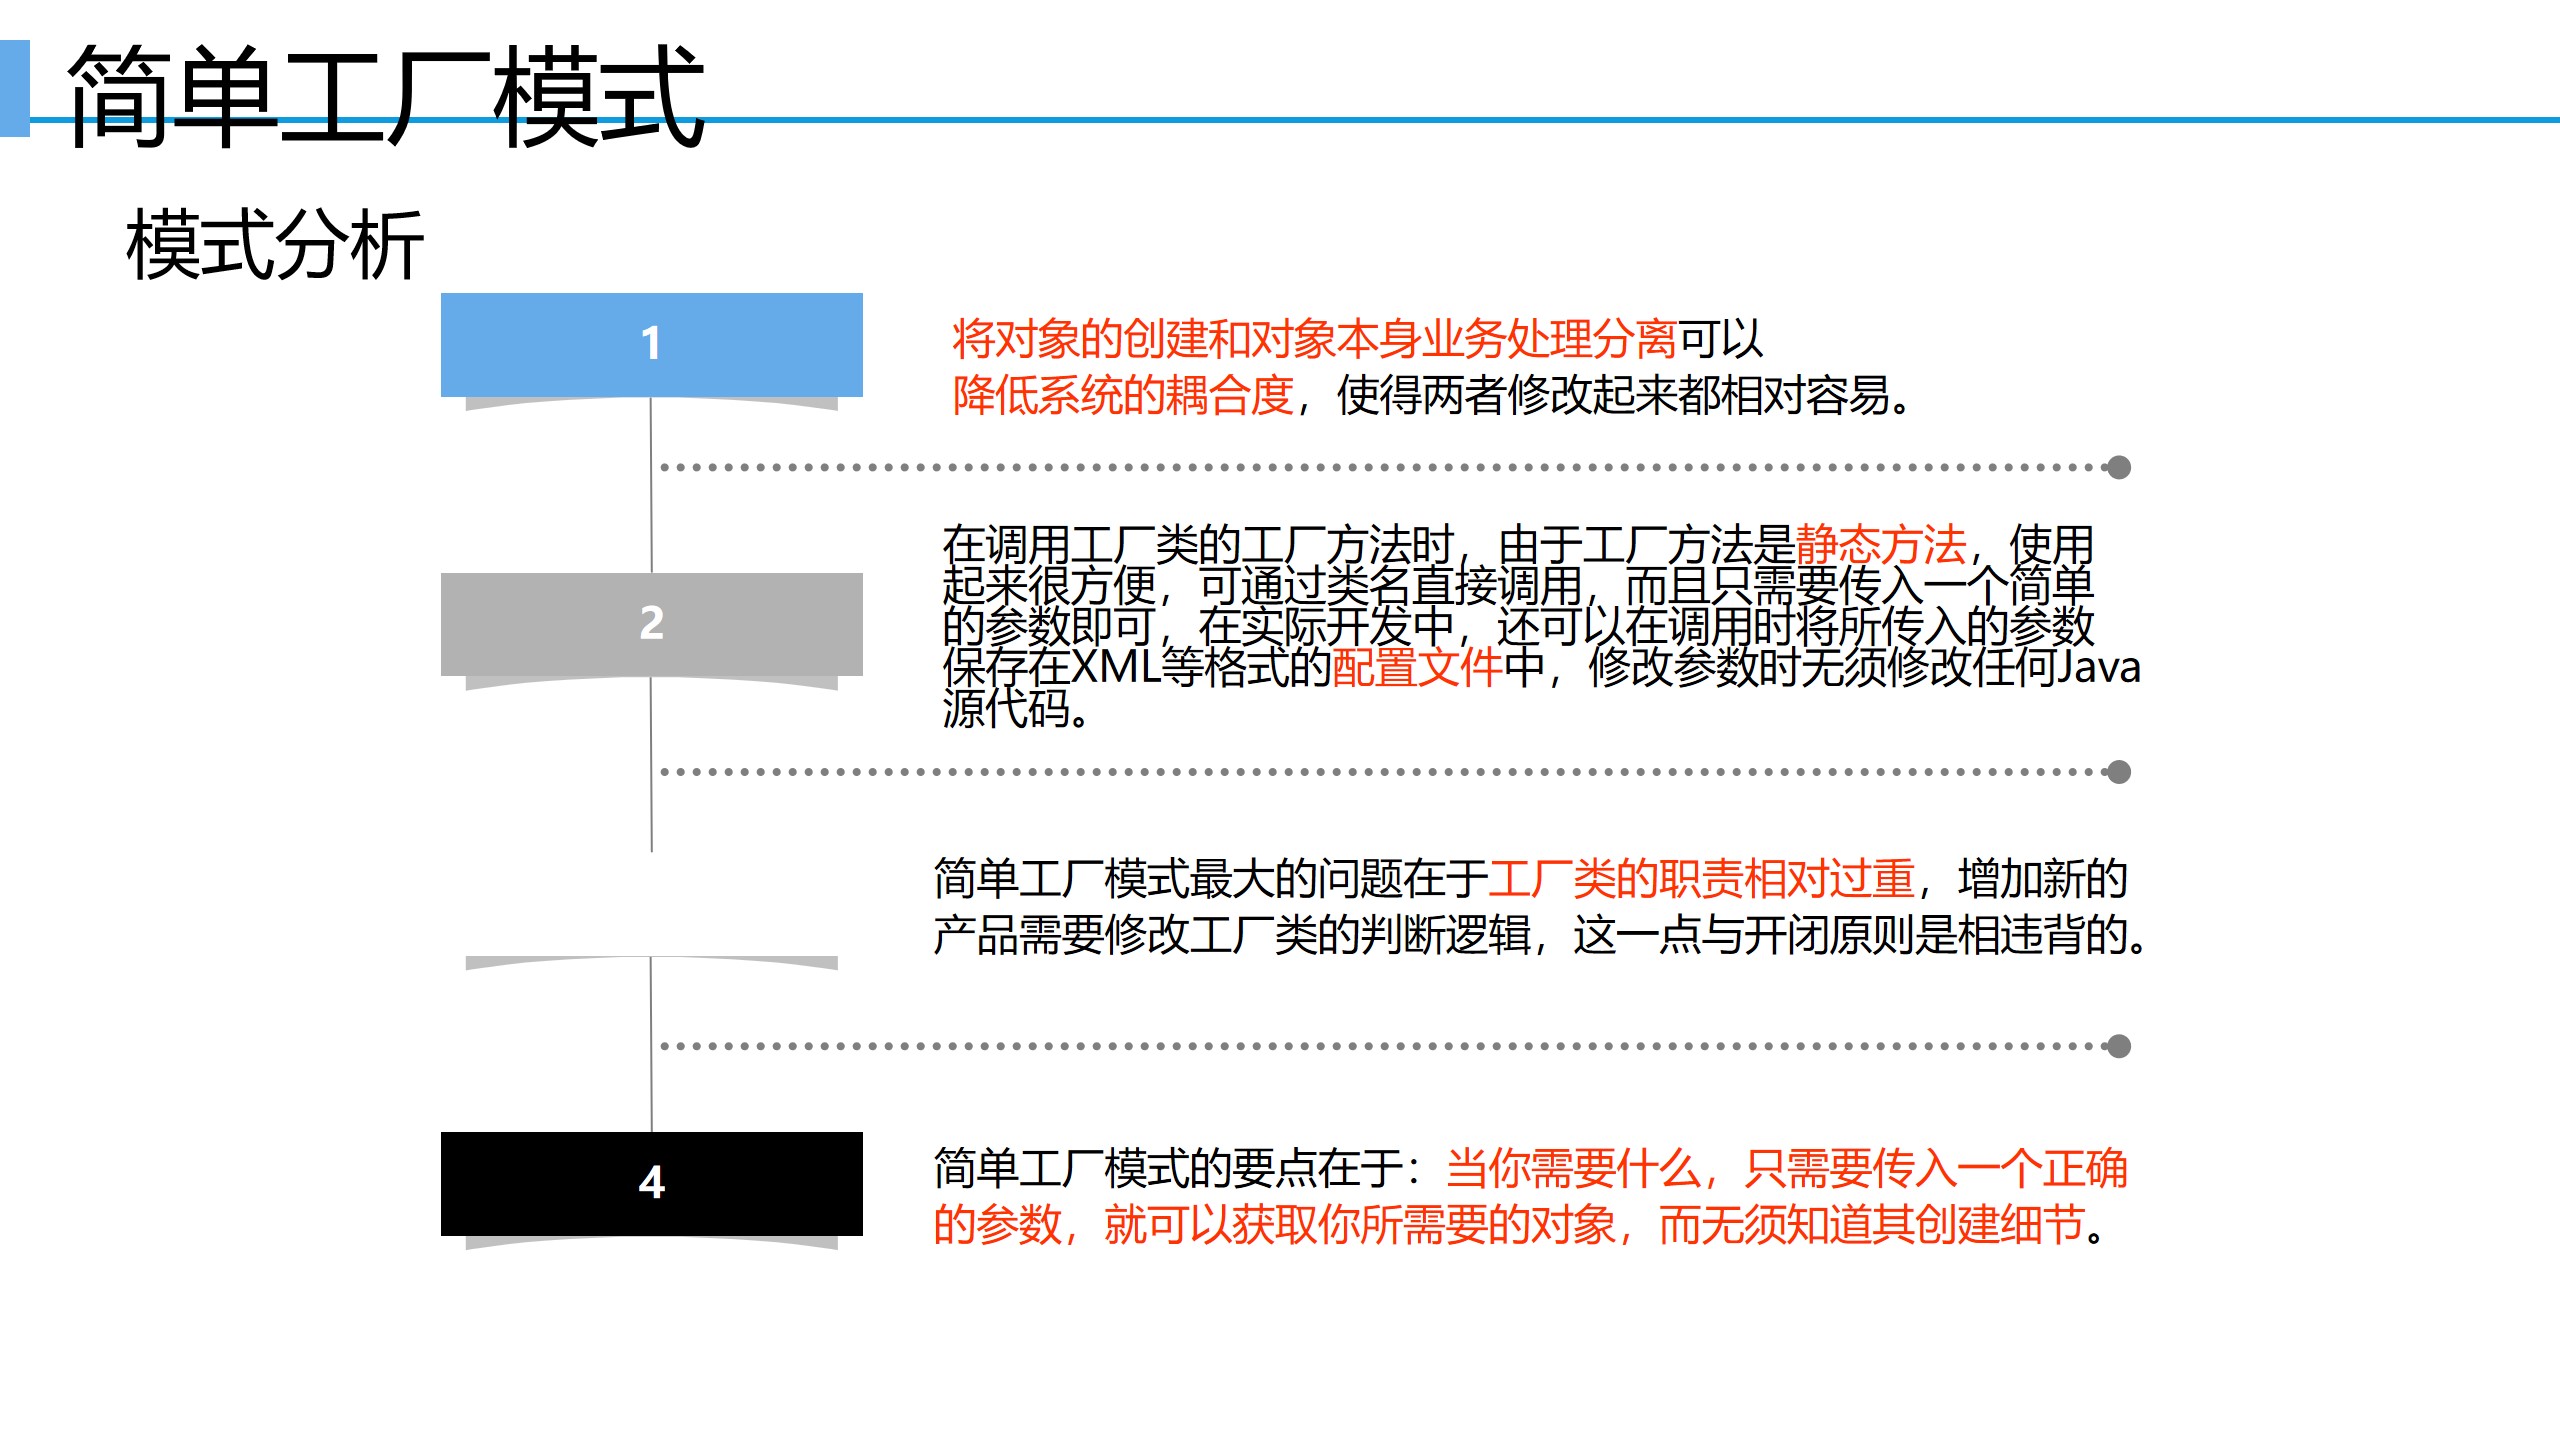 简单工厂模式
模式分析
1
将对象的创建和对象本身业务处理分离可以
降低系统的耦合度，使得两者修改起来都相对容易。
2
在调用工厂类的工厂方法时，由于工厂方法是静态方法，使用
起来很方便，可通过类名直接调用，而且只需要传入一个简单
的参数即可，在实际开发中，还可以在调用时将所传入的参数
保存在XML等格式的配置文件中，修改参数时无须修改任何Java
源代码。
简单工厂模式最大的问题在于工厂类的职责相对过重，增加新的
产品需要修改工厂类的判断逻辑，这一点与开闭原则是相违背的。
4
简单工厂模式的要点在于：当你需要什么，只需要传入一个正确
的参数，就可以获取你所需要的对象，而无须知道其创建细节。